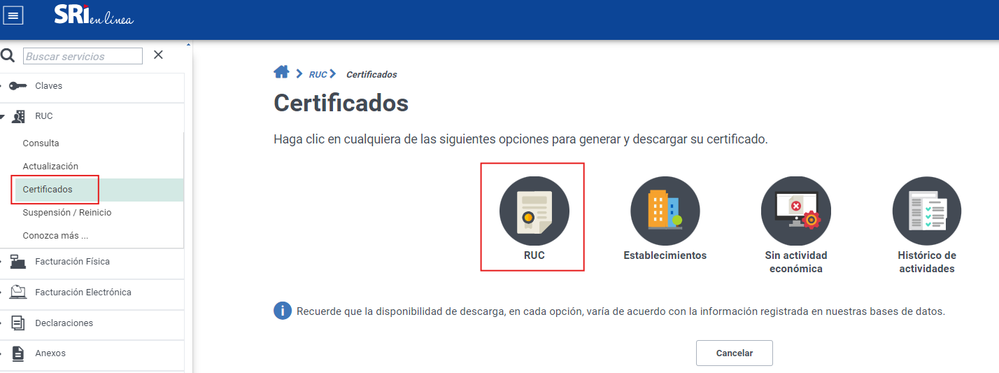 SRi en línea
Buscar servicios
Claves
RUC
Consulta
Actualización
Certificados
Suspensión / Reinicio
Conozca más ...
Facturación Física
Facturación Electrónica
Declaraciones
Anexos
RUC
Certificados
Certificados
Haga clic en cualquiera de las siguientes opciones para generar y descargar su certificado.
RUC
Establecimientos
Sin actividad
económica
Histórico de
actividades
Recuerde que la disponibilidad de descarga, en cada opción, varía de acuerdo con la información registrada en nuestras bases de datos.
Cancelar